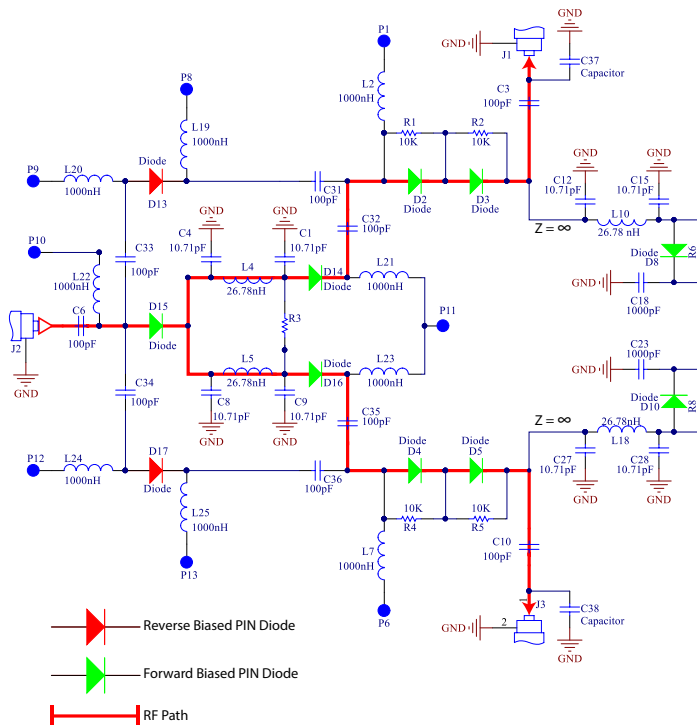 P1
GND
J1
GND
C37
Capacitor
P8
L2
1000nH
C3
100pF
R1
10K
R2
10K
L19
1000nH
P9
L20
1000nH
Diode
D13
C31
100pF
D2
Diode
D3
Diode
GND
GND
C12
10.71pF
C15
10.71pF
P10
GND
GND
C4
10.71pF
C1
10.71pF
C32
100pF
Z = ∞
L10
26.78 nH
C33
100pF
L22
1000nH
L4
26.78nH
D14
Diode
L21
1000nH
Diode
D8
R6
GND
C18
1000pF
C6
100pF
D15
Diode
R3
P11
J2
GND
L5
26.78nH
Diode
D16
L23
1000nH
C34
100pF
C8
10.71pF
C9
10.71pF
GND
GND
C35
100pF
C23
1000pF
GND
Diode
D10
R8
Z = ∞
26.78nH
L18
P12
L24
1000nH
D17
Diode
C36
100pF
Diode
D4
Diode
D5
C27
10.71pF
C28
10.71pF
GND
GND
L25
1000nH
10K
R4
10K
R5
P13
L7
1000nH
C10
100pF
P6
1
J3
GND
2
C38
Capacitor
GND
Reverse Biased PIN Diode
Forward Biased PIN Diode
RF Path